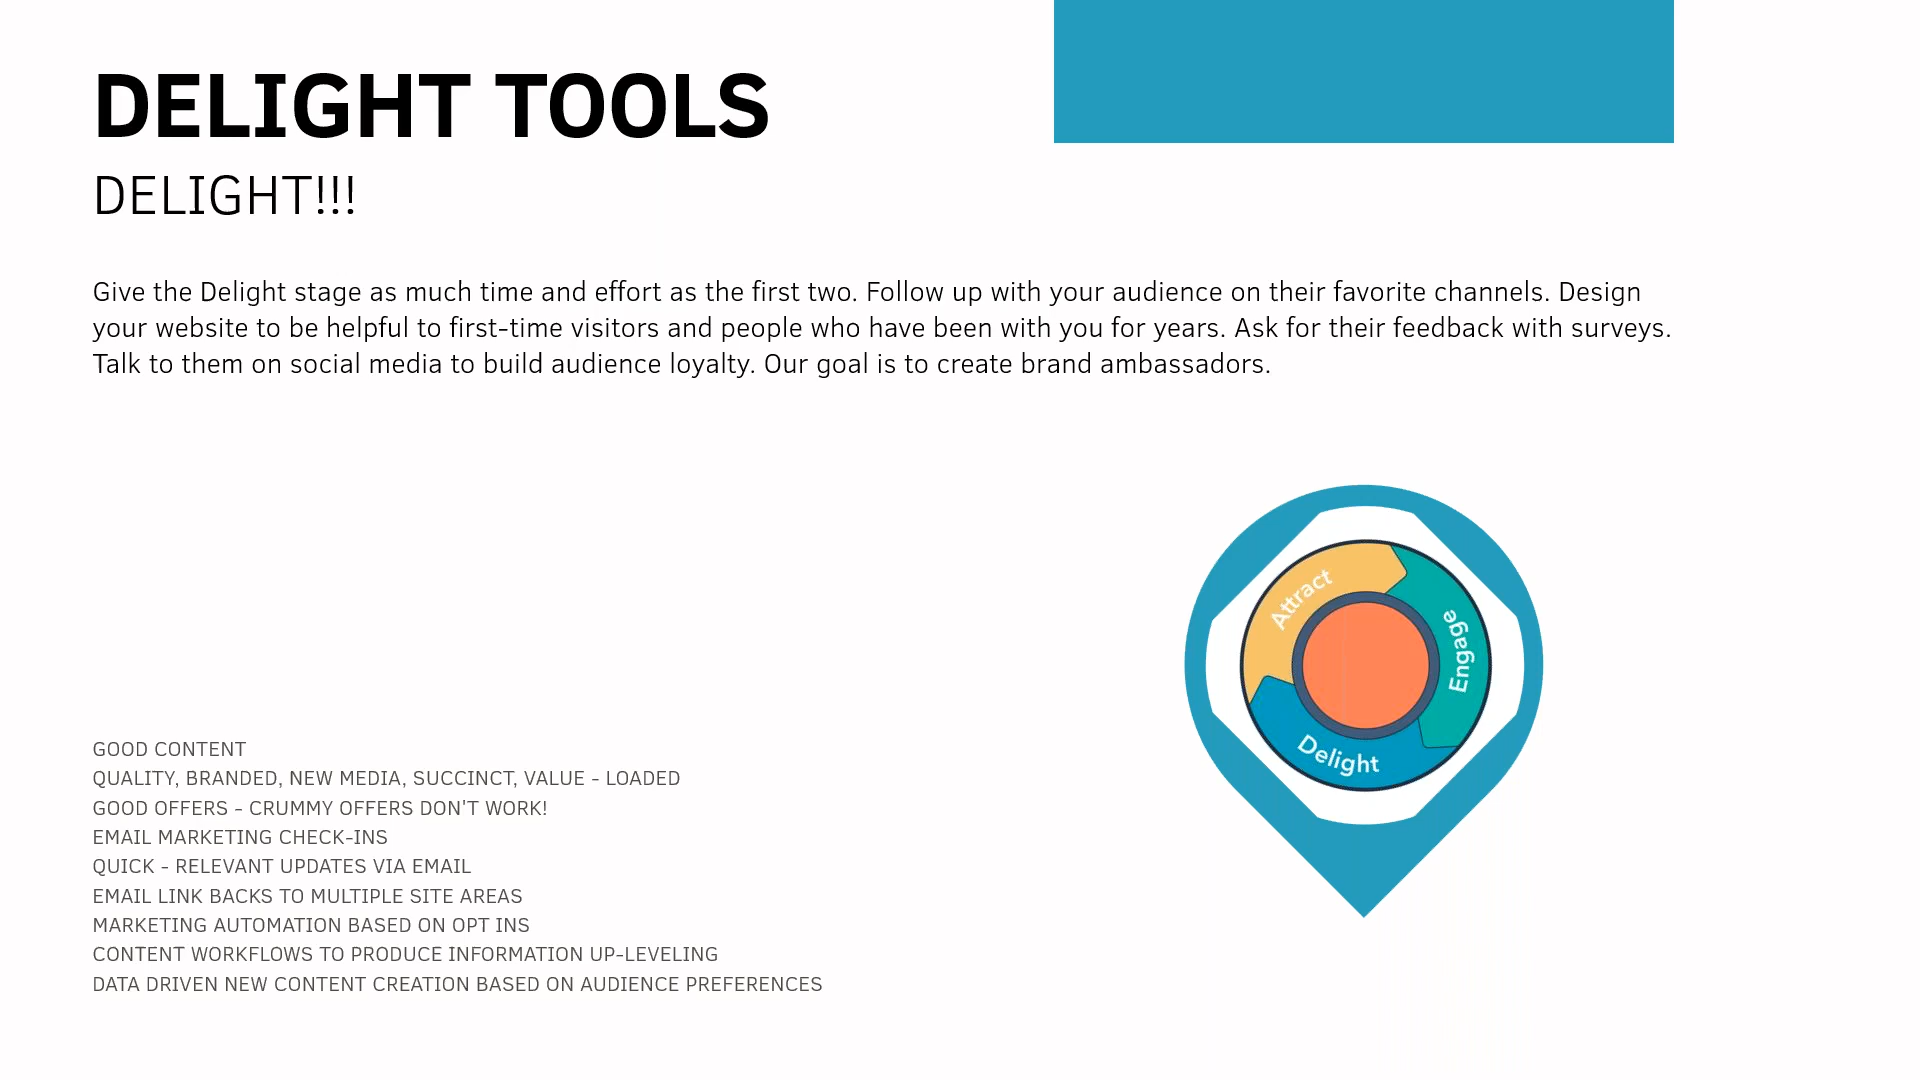 DELIGHT TOOLS
DELIGHT!!!
Give the Delight stage as much time and effort as the first two. Follow up with your audience on their favorite channels. Design
your website to be helpful to first-time visitors and people who have been with you for years. Ask for their feedback with surveys.
Talk to them on social media to build audience loyalty. Our goal is to create brand ambassadors.
Attract
Engage
Delight
GOOD CONTENT
QUALITY, BRANDED, NEW MEDIA, SUCCINCT, VALUE - LOADED
GOOD OFFERS - CRUMMY OFFERS DON'T WORK!
EMAIL MARKETING CHECK-INS
QUICK - RELEVANT UPDATES VIA EMAIL
EMAIL LINK BACKS TO MULTIPLE SITE AREAS
MARKETING AUTOMATION BASED ON OPT INS
CONTENT WORKFLOWS TO PRODUCE INFORMATION UP-LEVELING
DATA DRIVEN NEW CONTENT CREATION BASED ON AUDIENCE PREFERENCES